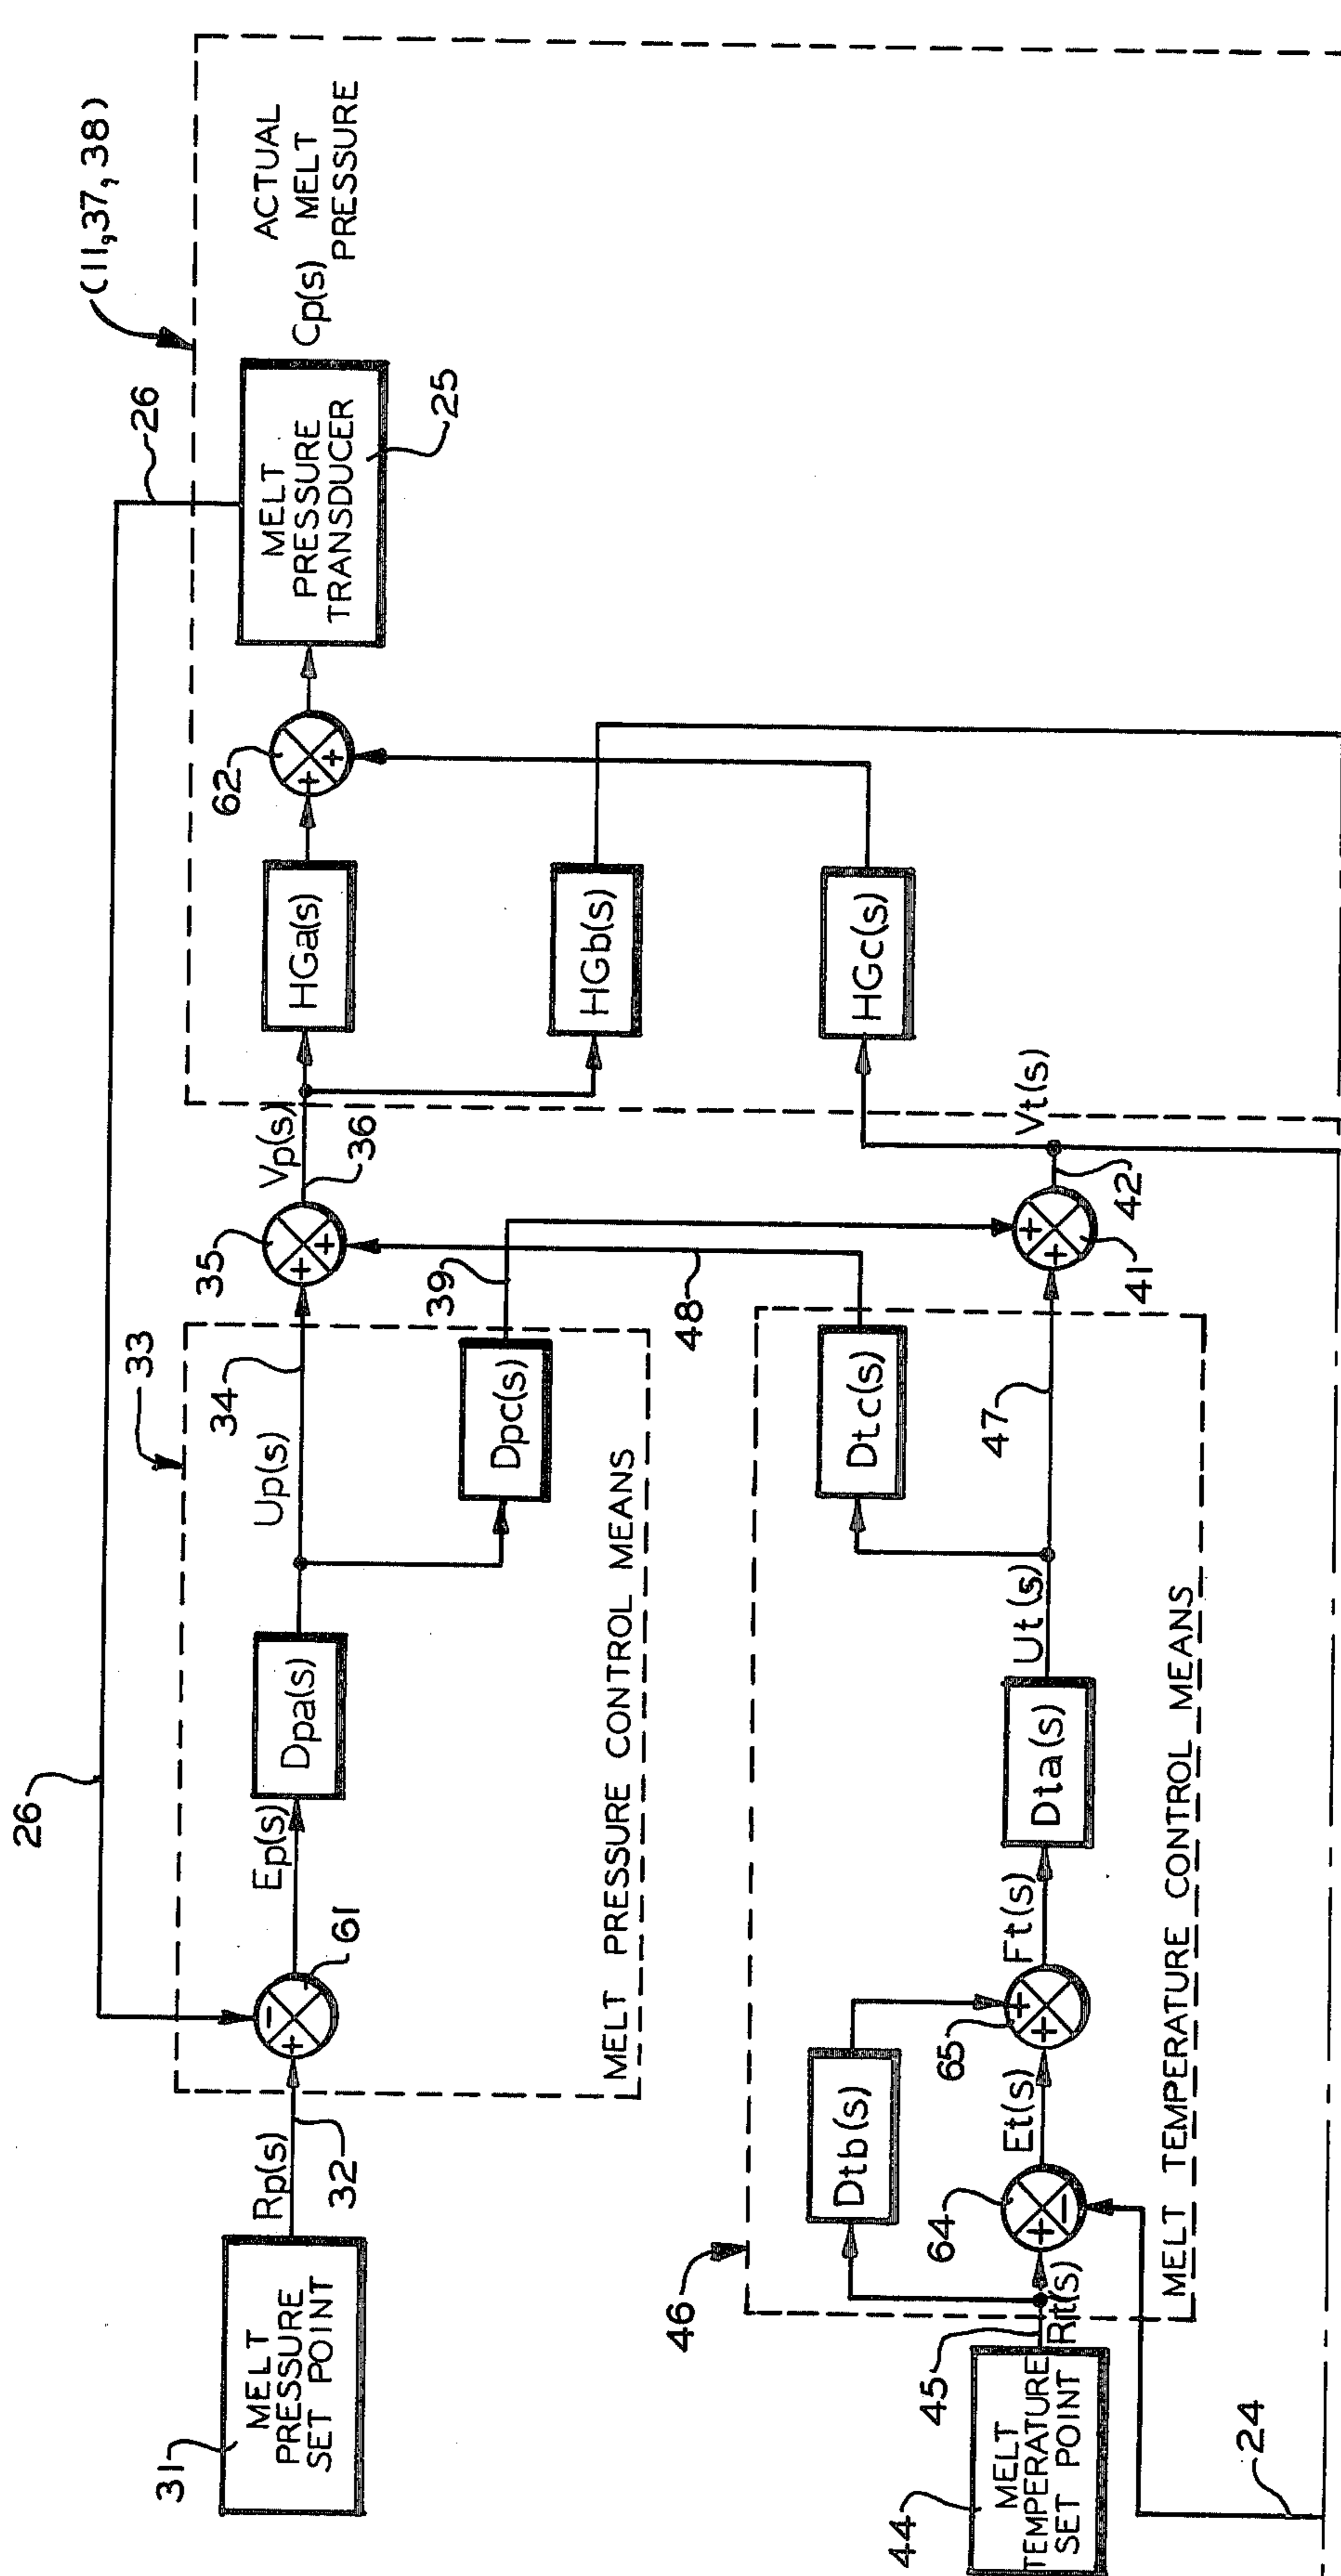 26
26
(11,37,38)
33
31
MELT
PRESSURE
SET POINT
Rp(s)
32
+
-
61
Ep(s)
Dpa(s)
Up(s)
34
35
+
+
Vp(s)
36
HGa(s)
62
+
+
MELT
PRESSURE
TRANSDUCER
25
ACTUAL
Cp(s) MELT
PRESSURE
Dpc(s)
39
HGb(s)
MELT PRESSURE CONTROL MEANS
48
46
Dtb(s)
Dtc(s)
HGc(s)
44
MELT
TEMPERATURE
SET POINT
45
Rt(s)
64
+
-
Et(s)
65
+
+
Ft(s)
Dta(s)
Ut(s)
47
+
+
41
42
Vt(s)
MELT TEMPERATURE CONTROL MEANS
24